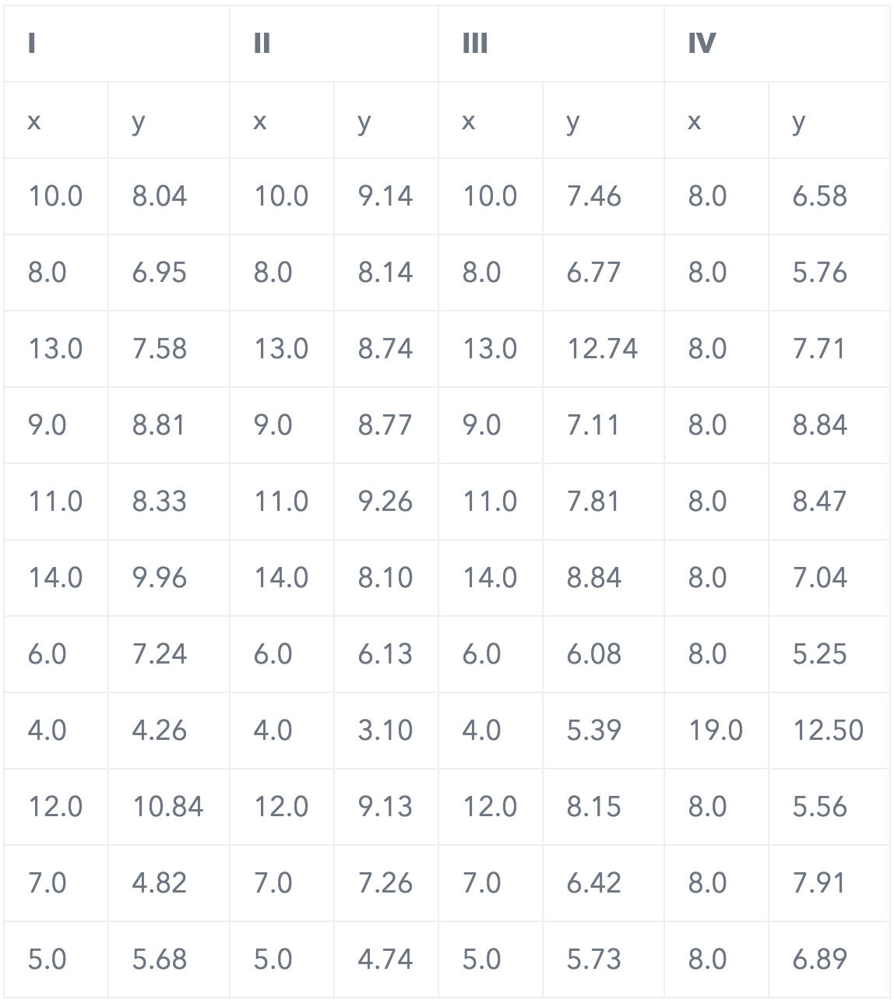 I II III IV
x y x y x y x y
10.0 8.04 10.0 9.14 10.0 7.46 8.0 6.58
8.0 6.95 8.0 8.14 8.0 6.77 8.0 5.76
13.0 7.58 13.0 8.74 13.0 12.74 8.0 7.71
9.0 8.81 9.0 8.77 9.0 7.11 8.0 8.84
11.0 8.33 11.0 9.26 11.0 7.81 8.0 8.47
14.0 9.96 14.0 8.10 14.0 8.84 8.0 7.04
6.0 7.24 6.0 6.13 6.0 6.08 8.0 5.25
4.0 4.26 4.0 3.10 4.0 5.39 19.0 12.50
12.0 10.84 12.0 9.13 12.0 8.15 8.0 5.56
7.0 4.82 7.0 7.26 7.0 6.42 8.0 7.91
5.0 5.68 5.0 4.74 5.0 5.73 8.0 6.89